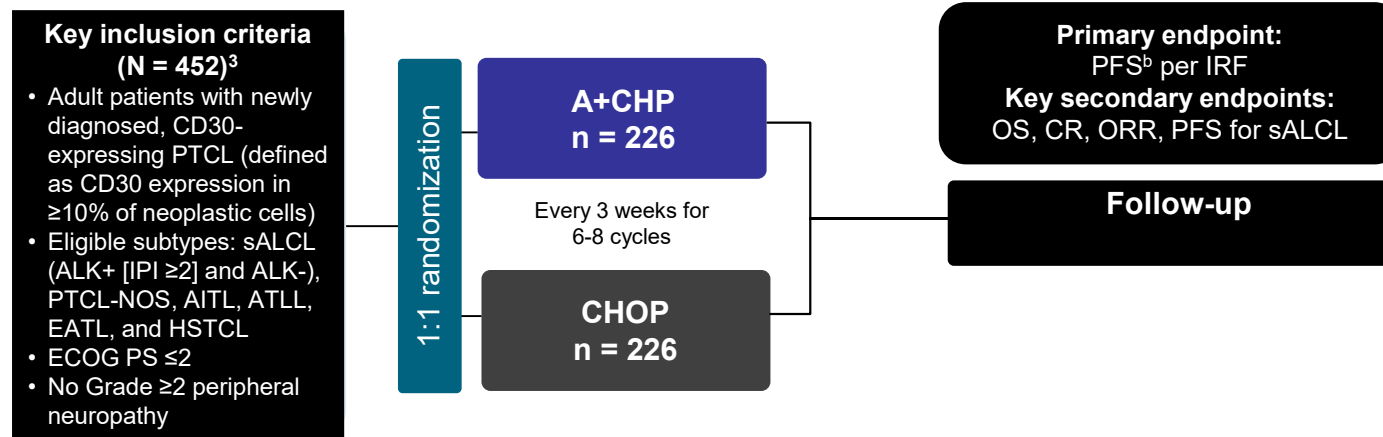 Key inclusion criteria
(N = 452)³
• Adult patients with newly
diagnosed, CD30-
expressing PTCL (defined
as CD30 expression in
≥10% of neoplastic cells)
• Eligible subtypes: sALCL
(ALK+ [IPI ≥2] and ALK-),
PTCL-NOS, AITL, ATLL,
EATL, and HSTCL
• ECOG PS ≤2
• No Grade ≥2 peripheral
neuropathy
1:1 randomization
A+CHP
n = 226
Every 3 weeks for
6-8 cycles
CHOP
n = 226
Primary endpoint:
PFSᵇ per IRF
Key secondary endpoints:
OS, CR, ORR, PFS for sALCL
Follow-up